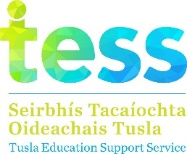 tess
Seirbhís Tacaíochta
Oideachais Tusla
Tusla Education Support Service